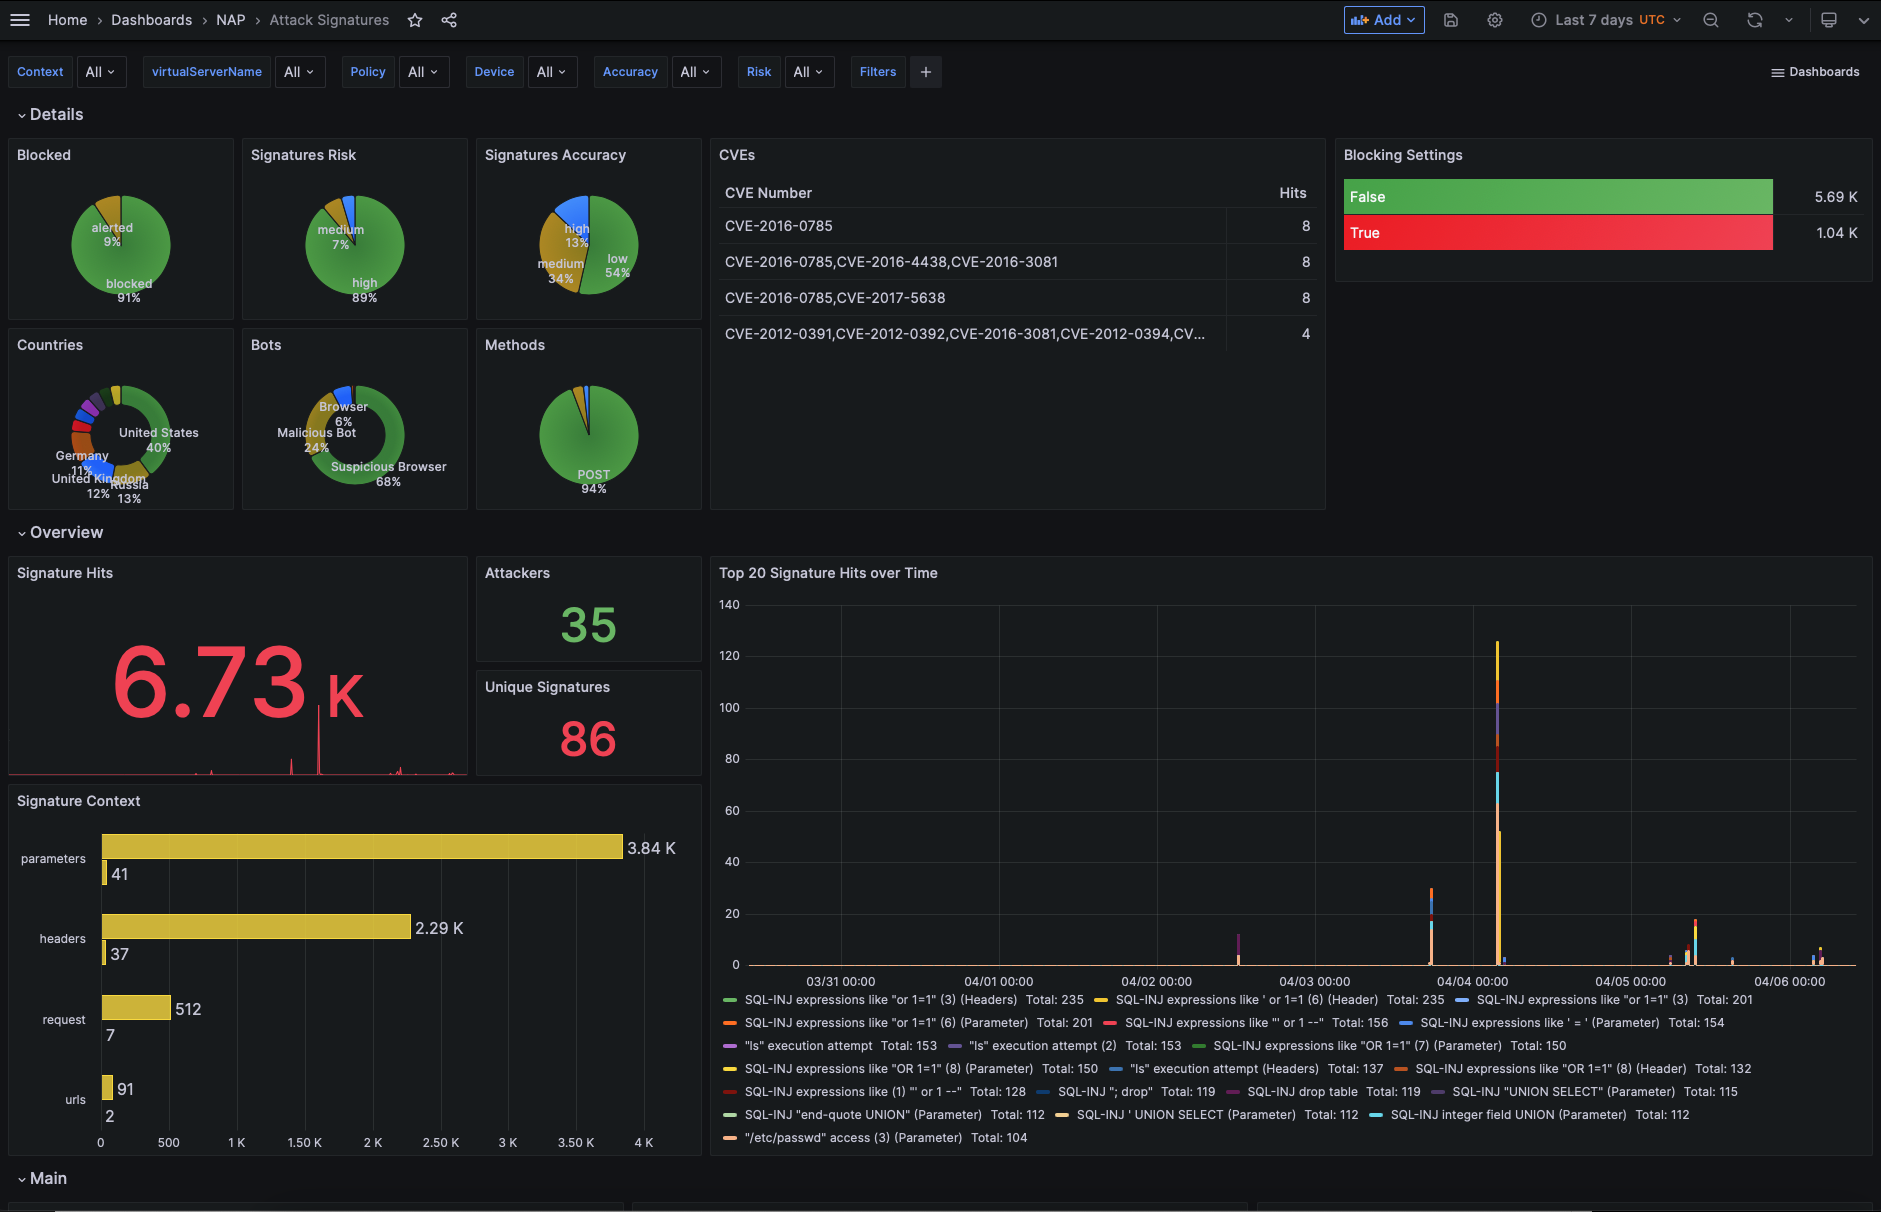 Home › Dashboards › NAP › Attack Signatures
Add
Last 7 days UTC
Context All virtualServerName All Policy All Device All Accuracy All Risk All Filters +
Dashboards
Details
Blocked
alerted
9%
blocked
91%
Signatures Risk
medium
7%
high
89%
Signatures Accuracy
high
13%
low
54%
medium
34%
CVEs
CVE Number Hits
CVE-2016-0785 8
CVE-2016-0785,CVE-2016-4438,CVE-2016-3081 8
CVE-2016-0785,CVE-2017-5638 8
CVE-2012-0391,CVE-2012-0392,CVE-2016-3081,CVE-2012-0394,CV... 4
Blocking Settings
False 5.69 K
True 1.04 K
Countries
United States
40%
Germany
11%
United Kingdom
12%
Russia
13%
Bots
Browser
6%
Malicious Bot
24%
Suspicious Browser
68%
Methods
POST
94%
Overview
Signature Hits
6.73 K
Attackers
35
Unique Signatures
86
Signature Context
parameters
3.84 K
41
headers
2.29 K
37
request
512
7
urls
91
2
0 500 1 K 1.50 K 2 K 2.50 K 3 K 3.50 K 4 K
Top 20 Signature Hits over Time
140
120
100
80
60
40
20
0
03/31 00:00 04/01 00:00 04/02 00:00 04/03 00:00 04/04 00:00 04/05 00:00 04/06 00:00
SQL-INJ expressions like "or 1=1" (3) (Headers) Total: 235 SQL-INJ expressions like ' or 1=1 (6) (Header) Total: 235 SQL-INJ expressions like "or 1=1" (3) Total: 201
SQL-INJ expressions like "or 1=1" (6) (Parameter) Total: 201 SQL-INJ expressions like "' or 1 --" Total: 156 SQL-INJ expressions like ' = ' (Parameter) Total: 154
"ls" execution attempt Total: 153 "ls" execution attempt (2) Total: 153 SQL-INJ expressions like "OR 1=1" (7) (Parameter) Total: 150
SQL-INJ expressions like "OR 1=1" (8) (Parameter) Total: 150 "ls" execution attempt (Headers) Total: 137 SQL-INJ expressions like "OR 1=1" (8) (Header) Total: 132
SQL-INJ expressions like (1) "' or 1 --" Total: 128 SQL-INJ "; drop" Total: 119 SQL-INJ drop table Total: 119 SQL-INJ "UNION SELECT" (Parameter) Total: 115
SQL-INJ "end-quote UNION" (Parameter) Total: 112 SQL-INJ ' UNION SELECT (Parameter) Total: 112 SQL-INJ integer field UNION (Parameter) Total: 112
"/etc/passwd" access (3) (Parameter) Total: 104
Main